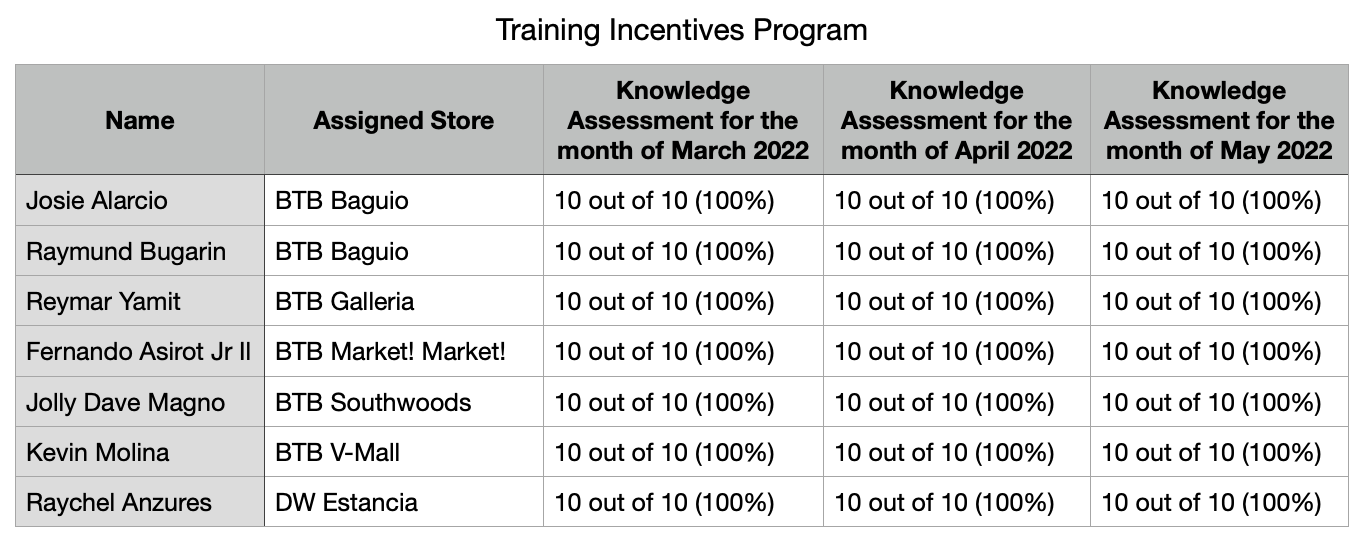 Training Incentives Program
Name
Assigned Store
Knowledge
Assessment for the
month of March 2022
Knowledge
Assessment for the
month of April 2022
Knowledge
Assessment for the
month of May 2022
Josie Alarcio BTB Baguio 10 out of 10 (100%) 10 out of 10 (100%) 10 out of 10 (100%)
Raymund Bugarin BTB Baguio 10 out of 10 (100%) 10 out of 10 (100%) 10 out of 10 (100%)
Reymar Yamit BTB Galleria 10 out of 10 (100%) 10 out of 10 (100%) 10 out of 10 (100%)
Fernando Asirot Jr II BTB Market! Market! 10 out of 10 (100%) 10 out of 10 (100%) 10 out of 10 (100%)
Jolly Dave Magno BTB Southwoods 10 out of 10 (100%) 10 out of 10 (100%) 10 out of 10 (100%)
Kevin Molina BTB V-Mall 10 out of 10 (100%) 10 out of 10 (100%) 10 out of 10 (100%)
Raychel Anzures DW Estancia 10 out of 10 (100%) 10 out of 10 (100%) 10 out of 10 (100%)